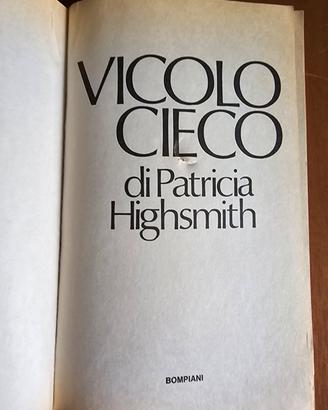 VICOLO
CIECO
di Patricia
Highsmith
BOMPIANI